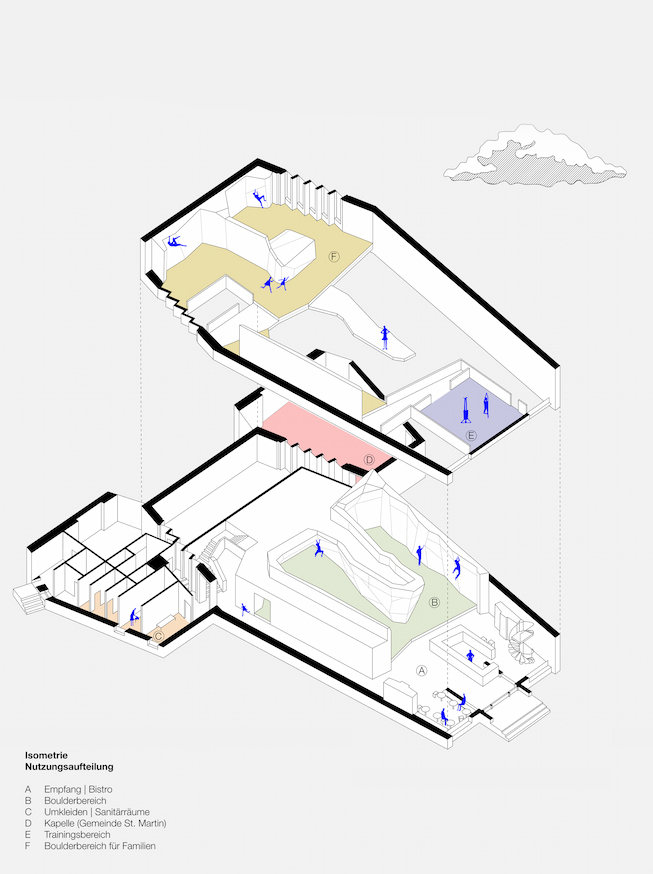 F
E
D
C
B
A
Isometrie
Nutzungsaufteilung
A Empfang | Bistro
B Boulderbereich
C Umkleiden | Sanitärräume
D Kapelle (Gemeinde St. Martin)
E Trainingsbereich
F Boulderbereich für Familien